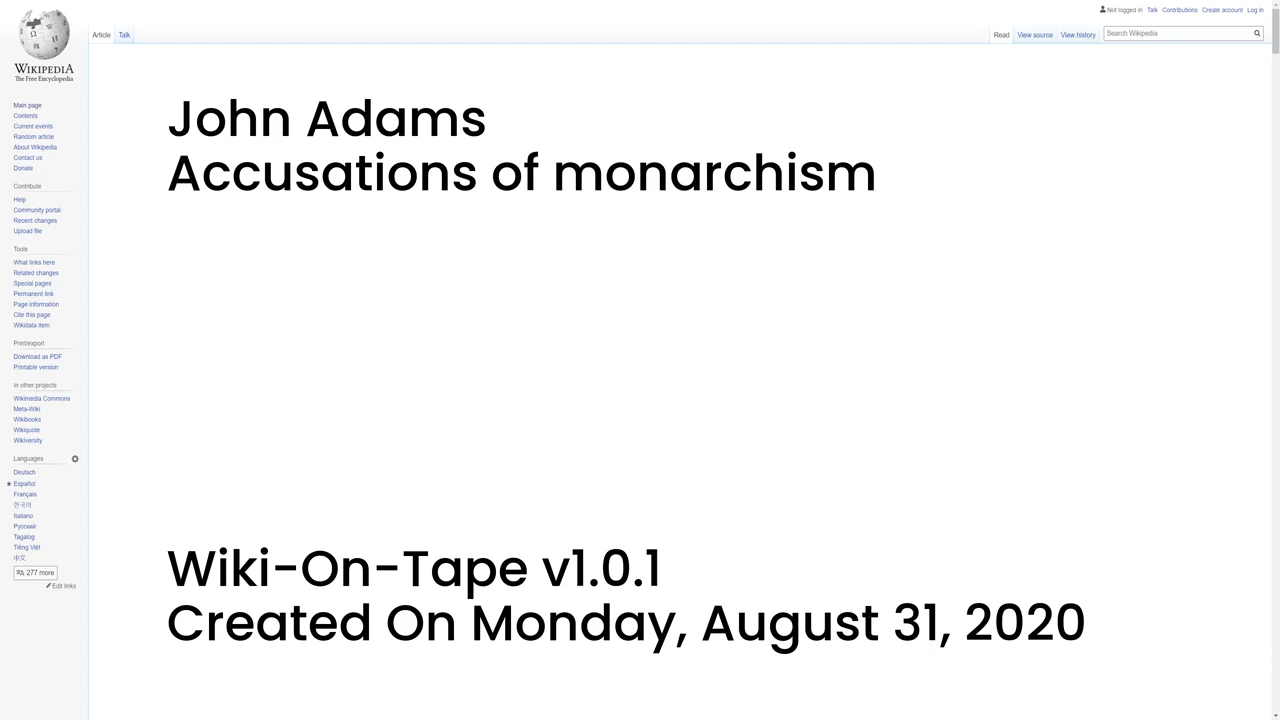 Not logged in Talk Contributions Create account Log in
Article Talk Read View source View history Search Wikipedia
WIKIPEDIA
The Free Encyclopedia
Main page
Contents
Current events
Random article
About Wikipedia
Contact us
Donate
Contribute
Help
Community portal
Recent changes
Upload file
Tools
What links here
Related changes
Special pages
Permanent link
Page information
Cite this page
Wikidata item
Print/export
Download as PDF
Printable version
In other projects
Wikimedia Commons
Meta-Wiki
Wikibooks
Wikiquote
Wikiversity
Languages
Deutsch
Español
Français
한국어
Italiano
Русский
Tagalog
Tiếng Việt
中文
277 more
Edit links
John Adams
Accusations of monarchism
Wiki-On-Tape v1.0.1
Created On Monday, August 31, 2020